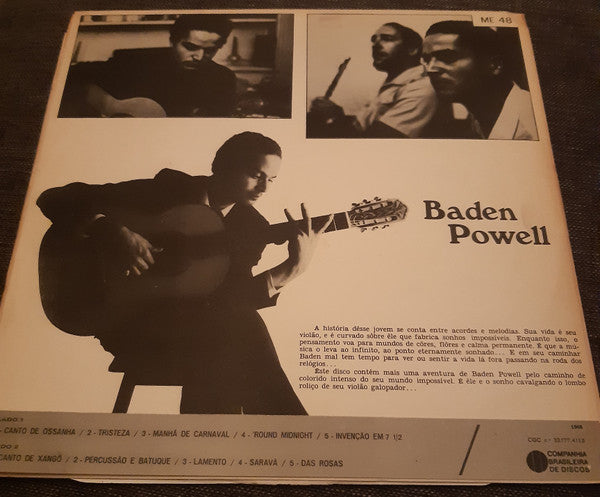 ME 48
Baden
Powell
A história dêsse jovem se conta entre acordes e melodias. Sua vida é seu
violão, e é curvado sôbre êle que fabrica sonhos impossíveis. Enquanto isso, o
pensamento voa para mundos de côres, flôres e calma permanente. E que a mú-
sica o leva ao infinito, ao ponto eternamente sonhado... E em seu caminhar
Baden mal tem tempo para ver ou sentir a vida lá fora passando na roda dos
relógios...
Êste disco contém mais uma aventura de Baden Powell pelo caminho de
colorido intenso do seu mundo impossível. É êle e o sonho cavalgando o lombo
roliço de seu violão galopador...
LADO 1
- CANTO DE OSSANHA / 2 - TRISTEZA / 3 - MANHÃ DE CARNAVAL / 4 - 'ROUND MIDNIGHT / 5 - INVENÇÃO EM 7 1|2
DO 2
CANTO DE XANGÔ / 2 - PERCUSSÃO E BATUQUE / 3 - LAMENTO / 4 - SARAVÁ / 5 - DAS ROSAS
1968
CGC
COMPANHIA
BRASILEIRA
DE DISCOS